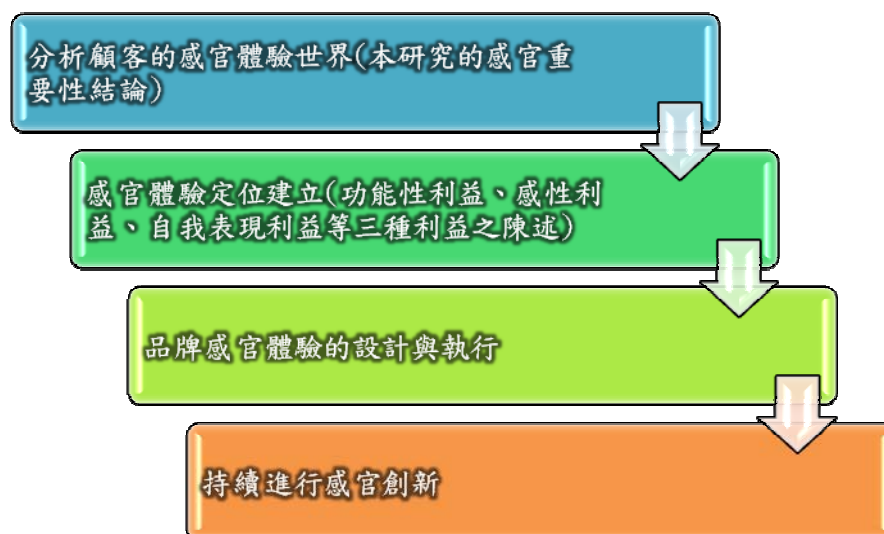 分析顧客的感官體驗世界(本研究的感官重
要性結論)
感官體驗定位建立(功能性利益、感性利
益、自我表現利益等三種利益之陳述)
品牌感官體驗的設計與執行
持續進行感官創新